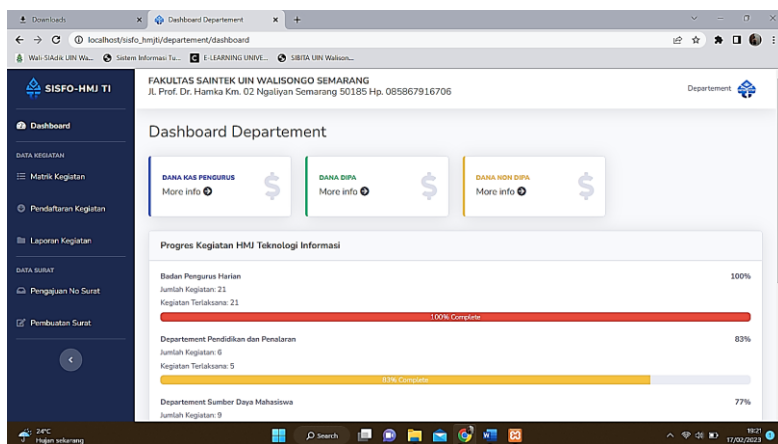 Downloads
Dashboard Departement
localhost/sisfo_hmjti/departement/dashboard
Wali-SIAdik UIN Wa...
Sistem Informasi Tu...
E-LEARNING UNIVE...
SIBITA UIN Walison...
SISFO-HMJ TI
FAKULTAS SAINTEK UIN WALISONGO SEMARANG
Jl. Prof. Dr. Hamka Km. 02 Ngaliyan Semarang 50185 Hp. 085867916706
Departement
Dashboard
DATA KEGIATAN
Matrik Kegiatan
Pendaftaran Kegiatan
Laporan Kegiatan
DATA SURAT
Pengajuan No Surat
Pembuatan Surat
Dashboard Departement
DANA KAS PENGURUS
More info
DANA DIPA
More info
DANA NON DIPA
More info
Progres Kegiatan HMJ Teknologi Informasi
Badan Pengurus Harian 100%
Jumlah Kegiatan: 21
Kegiatan Terlaksana: 21
100% Complete
Departement Pendidikan dan Penalaran 83%
Jumlah Kegiatan: 6
Kegiatan Terlaksana: 5
83% Complete
Departement Sumber Daya Mahasiswa 77%
Jumlah Kegiatan: 9
24°C
Hujan sekarang
Search
19:21
17/02/2023